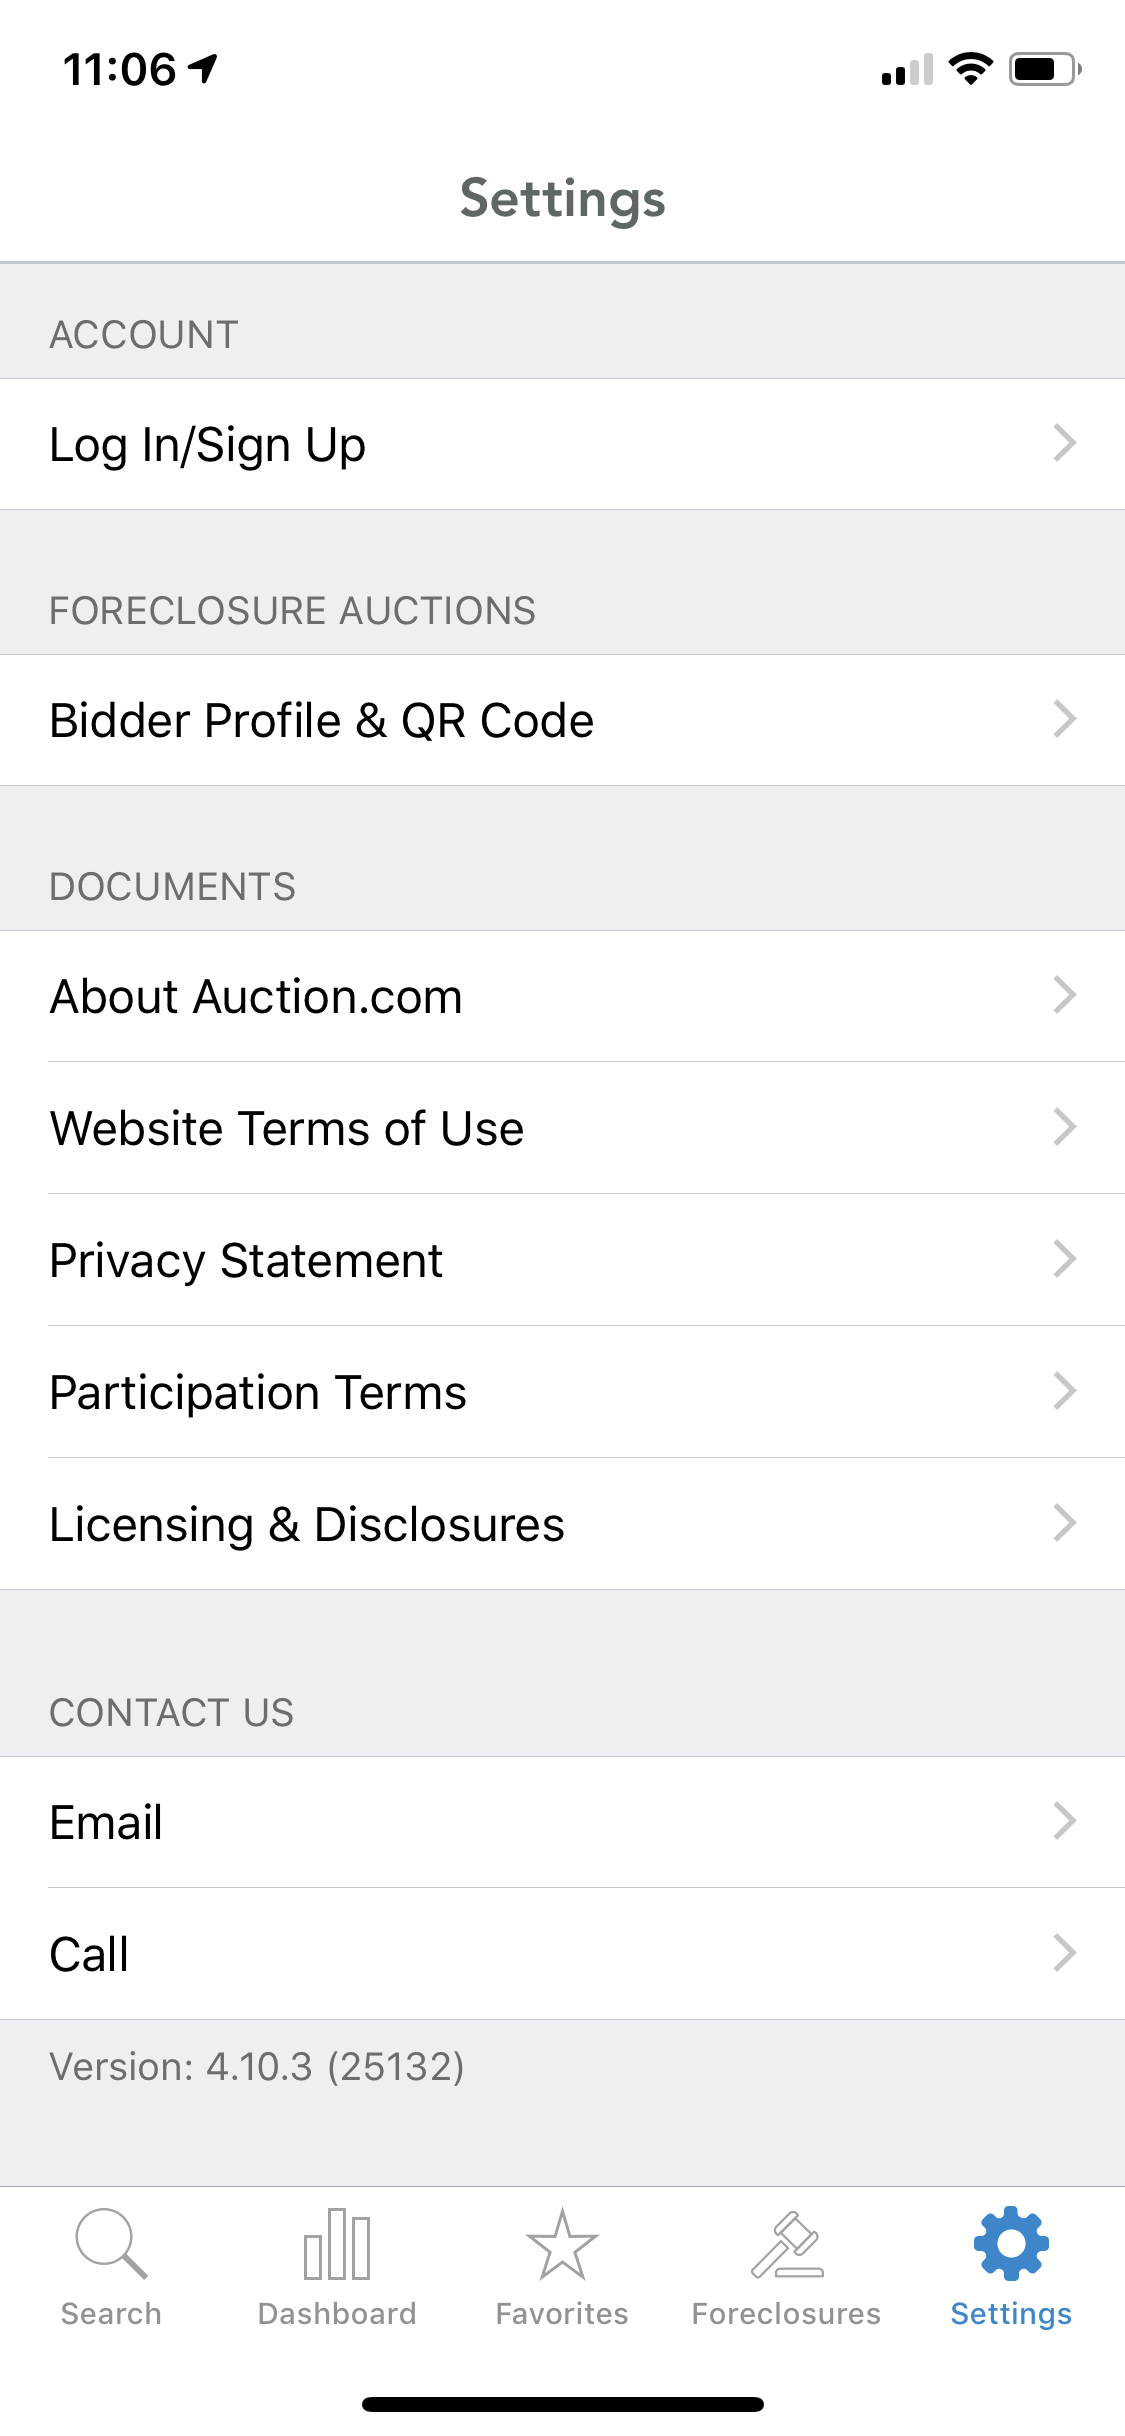 11:06
Settings
ACCOUNT
Log In/Sign Up
FORECLOSURE AUCTIONS
Bidder Profile & QR Code
DOCUMENTS
About Auction.com
Website Terms of Use
Privacy Statement
Participation Terms
Licensing & Disclosures
CONTACT US
Email
Call
Version: 4.10.3 (25132)
Search Dashboard Favorites Foreclosures Settings